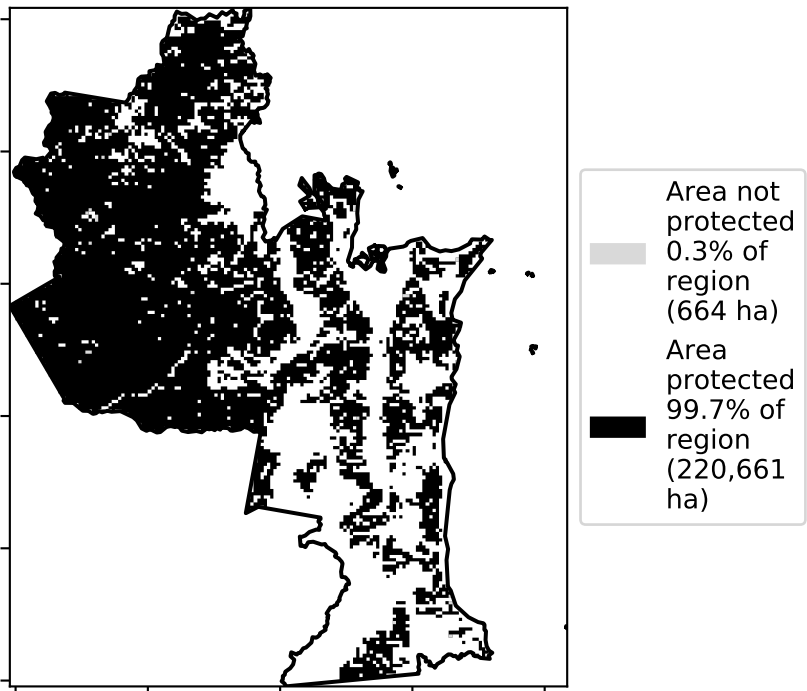 Area not
protected
0.3% of
region
(664 ha)
Area
protected
99.7% of
region
(220,661
ha)